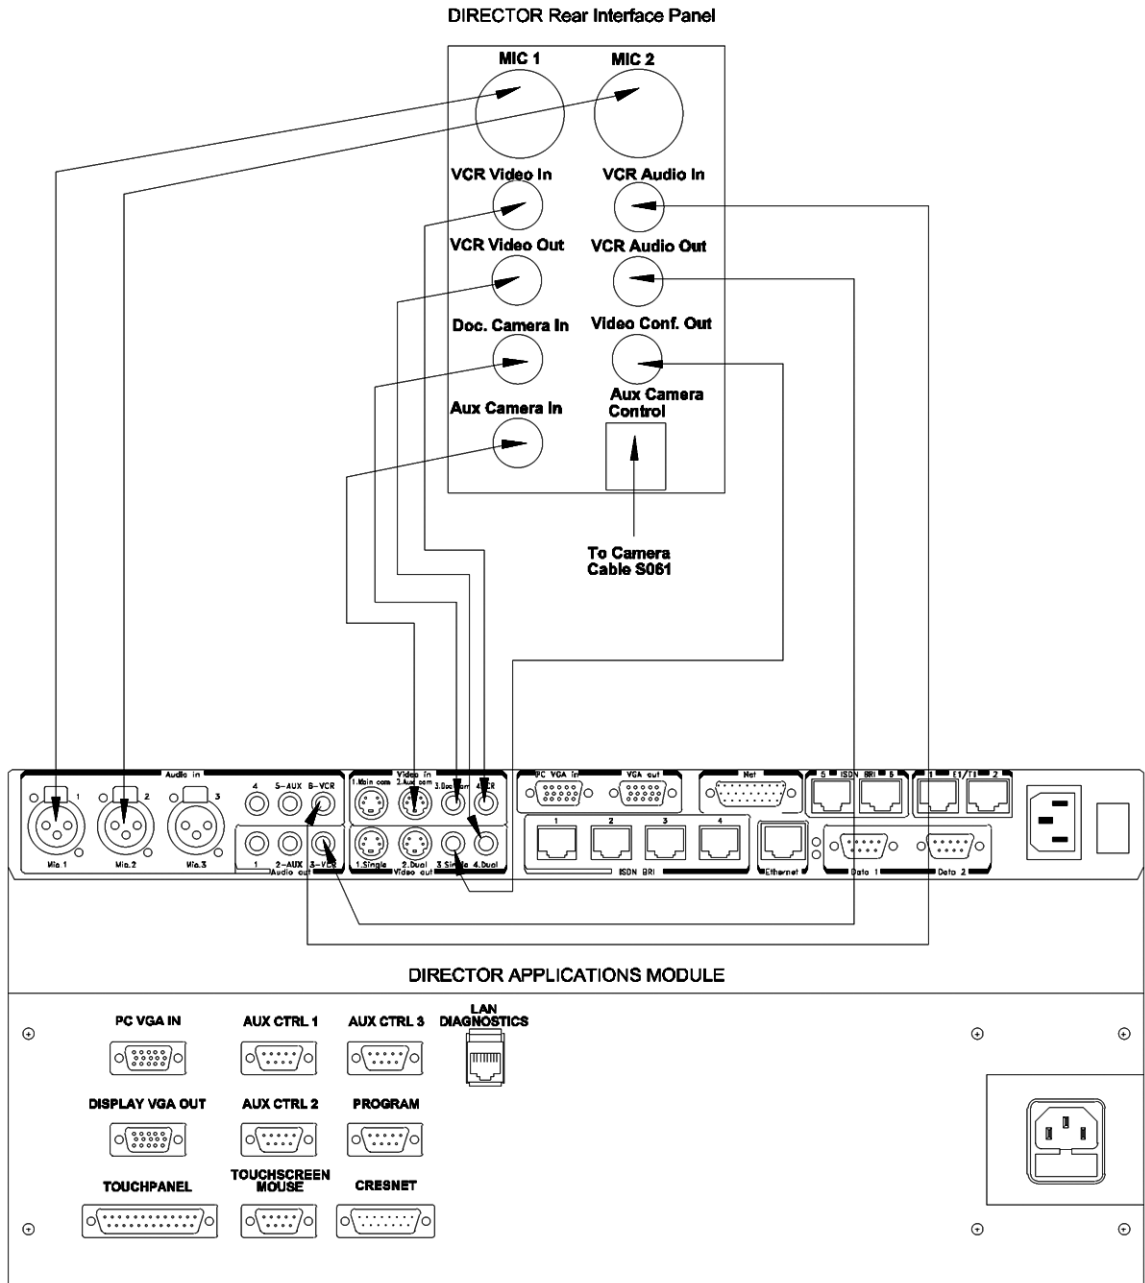 DIRECTOR Rear Interface Panel
MIC 1 MIC 2
VCR Video In VCR Audio In
VCR Video Out VCR Audio Out
Doc. Camera In Video Conf. Out
Aux Camera In
Aux Camera
Control
To Camera
Cable S061
Audio in Video in PC VGA in VGA out Net 5 ISDN BRI 6 1 E1/T1 2
1.Main cam 2.Aux cam 3.Doc cam 4.VCR
1 2 3 4 5-AUX 6-VCR
1 2 3 4
Mic.1 Mic.2 Mic.3 1 2-AUX 3-VCR 1.Single 2.Dual 3.Single 4.Dual
Audio out Video out ISDN BRI Ethernet Data 1 Data 2
DIRECTOR APPLICATIONS MODULE
PC VGA IN AUX CTRL 1 AUX CTRL 3
LAN
DIAGNOSTICS
DISPLAY VGA OUT AUX CTRL 2 PROGRAM
TOUCHPANEL
TOUCHSCREEN
MOUSE
CRESNET